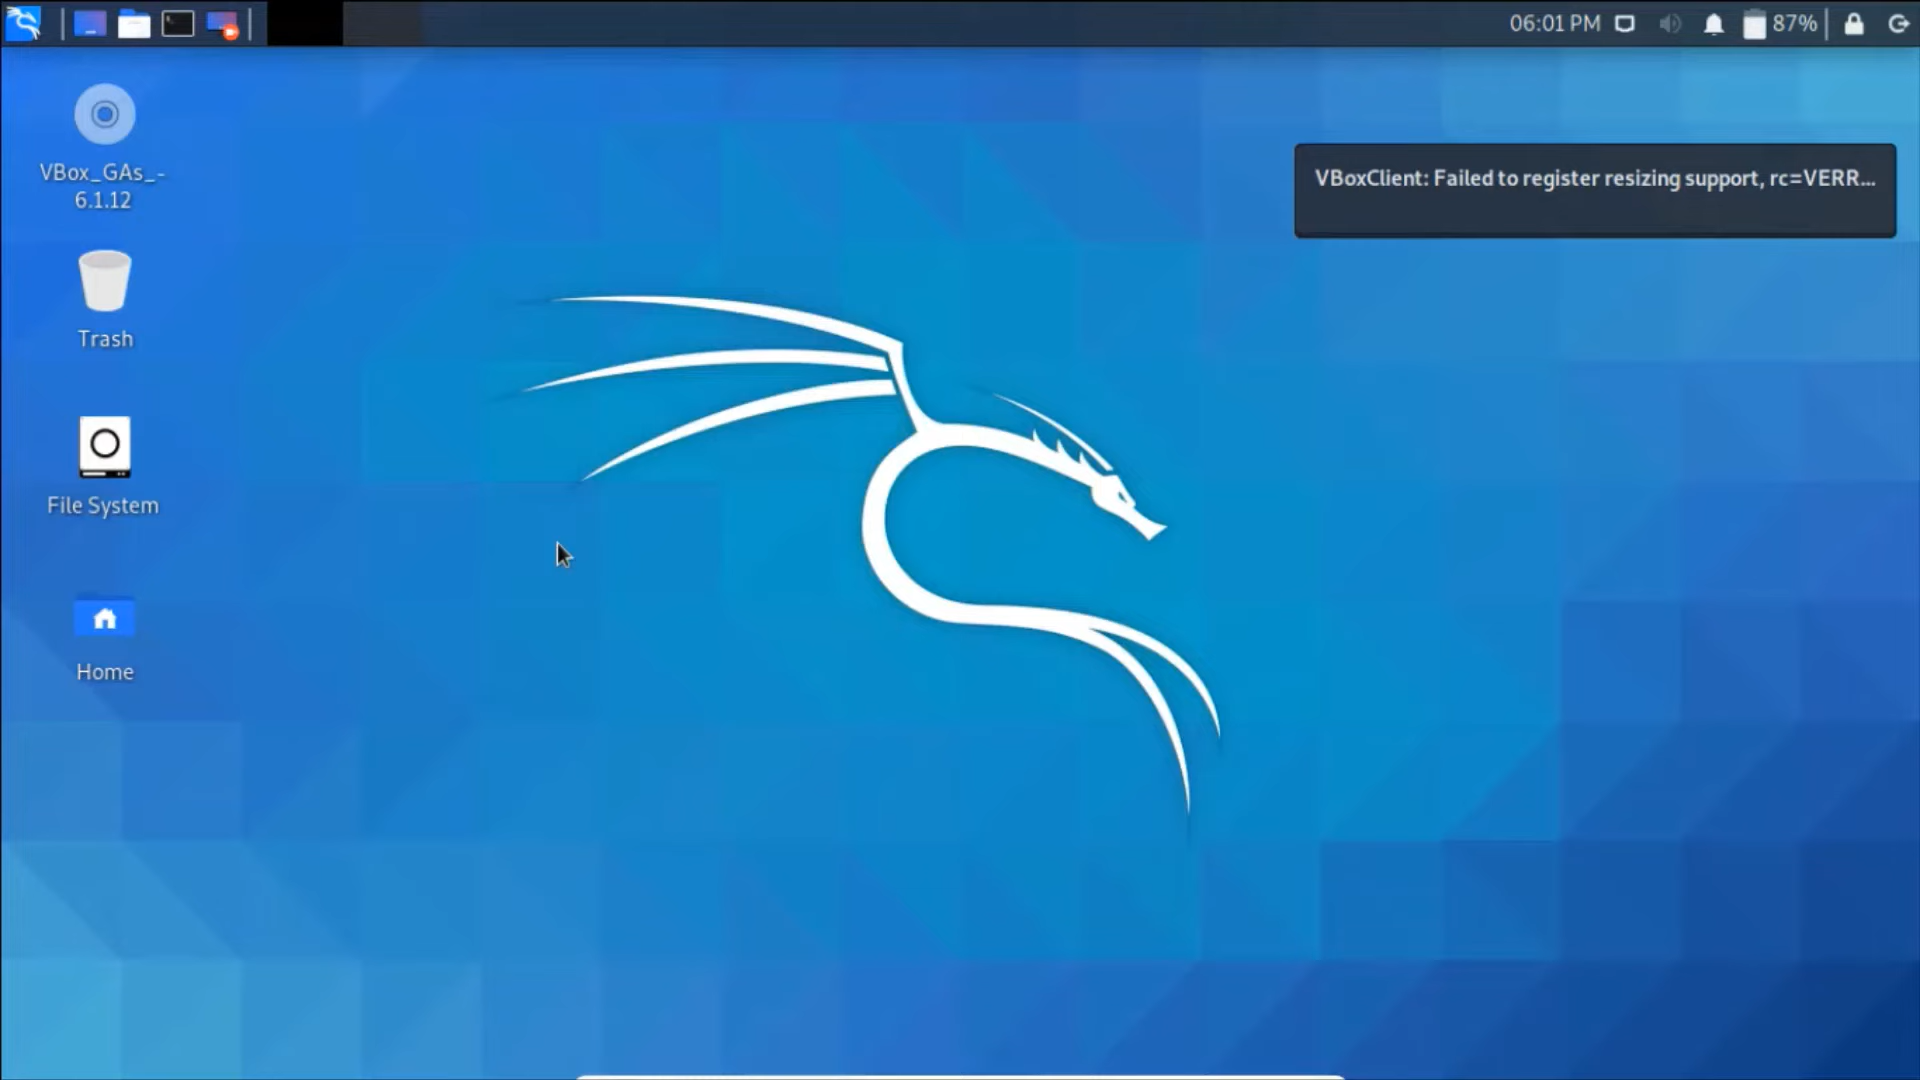 06:01 PM
87%
VBox_GAs_-
6.1.12
VBoxClient: Failed to register resizing support, rc=VERR...
Trash
File System
Home